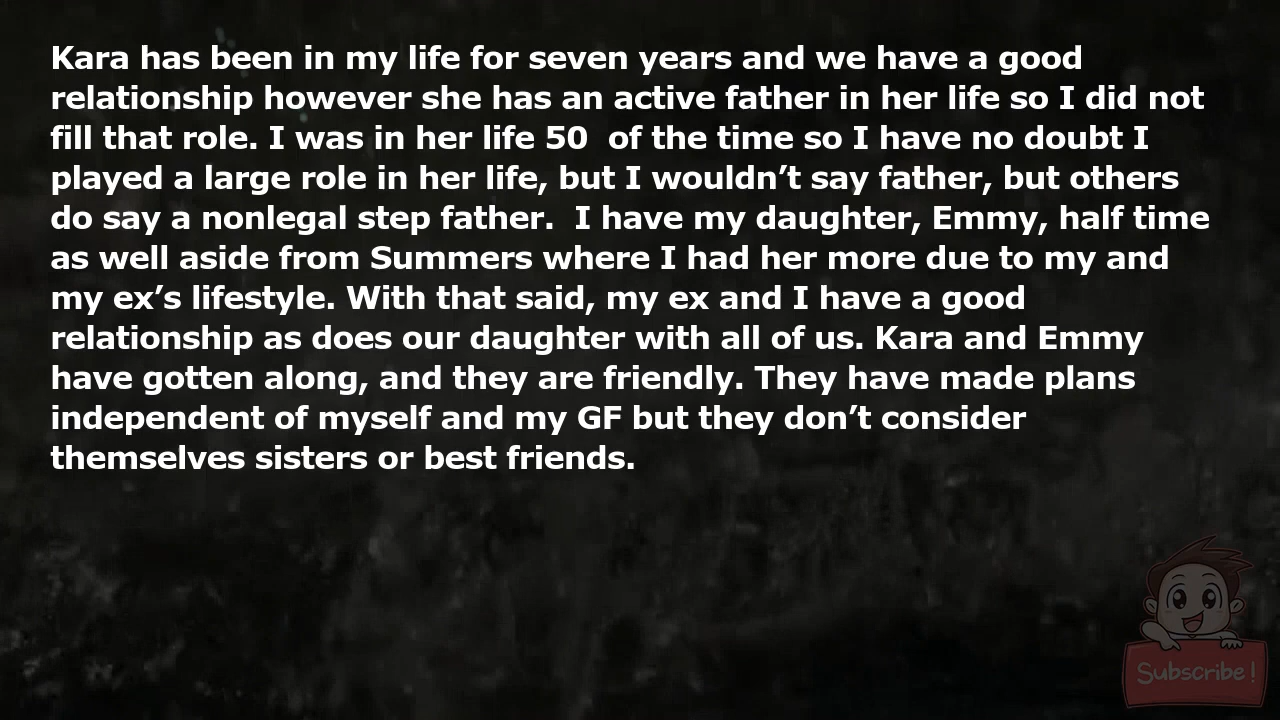 Kara has been in my life for seven years and we have a good
relationship however she has an active father in her life so I did not
fill that role. I was in her life 50  of the time so I have no doubt I
played a large role in her life, but I wouldn’t say father, but others
do say a nonlegal step father.  I have my daughter, Emmy, half time
as well aside from Summers where I had her more due to my and
my ex’s lifestyle. With that said, my ex and I have a good
relationship as does our daughter with all of us. Kara and Emmy
have gotten along, and they are friendly. They have made plans
independent of myself and my GF but they don’t consider
themselves sisters or best friends.
Subscribe!